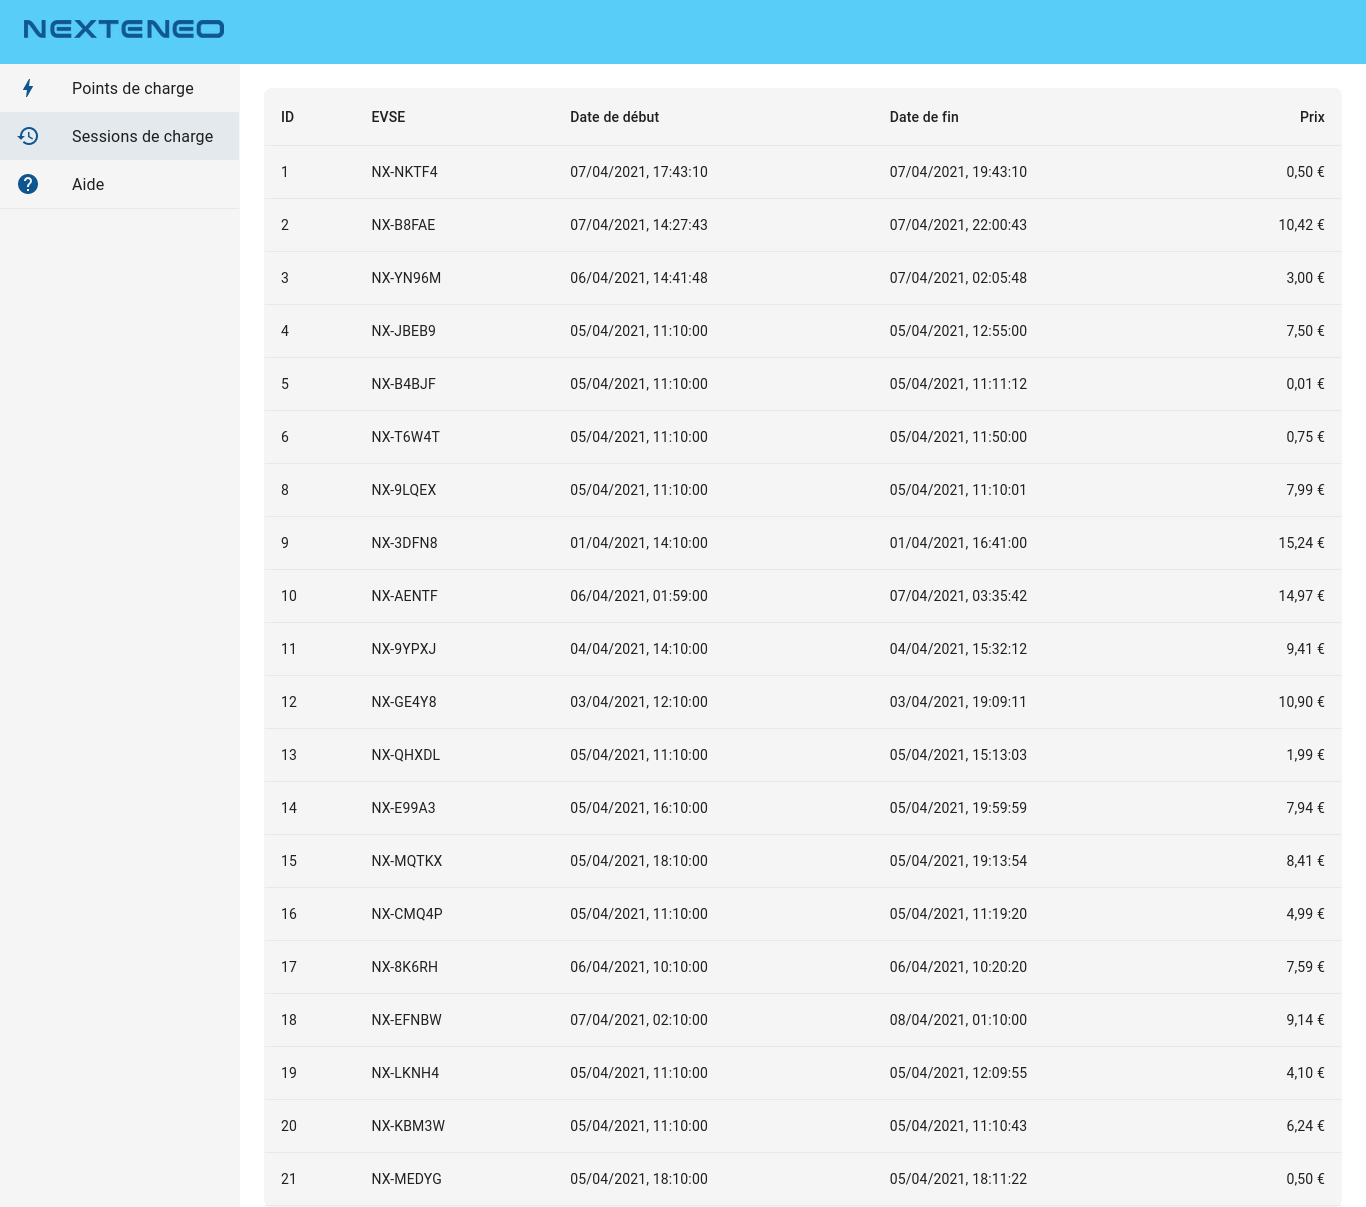 NEXTENEO
Points de charge
Sessions de charge
Aide
ID EVSE Date de début Date de fin Prix
1 NX-NKTF4 07/04/2021, 17:43:10 07/04/2021, 19:43:10 0,50 €
2 NX-B8FAE 07/04/2021, 14:27:43 07/04/2021, 22:00:43 10,42 €
3 NX-YN96M 06/04/2021, 14:41:48 07/04/2021, 02:05:48 3,00 €
4 NX-JBEB9 05/04/2021, 11:10:00 05/04/2021, 12:55:00 7,50 €
5 NX-B4BJF 05/04/2021, 11:10:00 05/04/2021, 11:11:12 0,01 €
6 NX-T6W4T 05/04/2021, 11:10:00 05/04/2021, 11:50:00 0,75 €
8 NX-9LQEX 05/04/2021, 11:10:00 05/04/2021, 11:10:01 7,99 €
9 NX-3DFN8 01/04/2021, 14:10:00 01/04/2021, 16:41:00 15,24 €
10 NX-AENTF 06/04/2021, 01:59:00 07/04/2021, 03:35:42 14,97 €
11 NX-9YPXJ 04/04/2021, 14:10:00 04/04/2021, 15:32:12 9,41 €
12 NX-GE4Y8 03/04/2021, 12:10:00 03/04/2021, 19:09:11 10,90 €
13 NX-QHXDL 05/04/2021, 11:10:00 05/04/2021, 15:13:03 1,99 €
14 NX-E99A3 05/04/2021, 16:10:00 05/04/2021, 19:59:59 7,94 €
15 NX-MQTKX 05/04/2021, 18:10:00 05/04/2021, 19:13:54 8,41 €
16 NX-CMQ4P 05/04/2021, 11:10:00 05/04/2021, 11:19:20 4,99 €
17 NX-8K6RH 06/04/2021, 10:10:00 06/04/2021, 10:20:20 7,59 €
18 NX-EFNBW 07/04/2021, 02:10:00 08/04/2021, 01:10:00 9,14 €
19 NX-LKNH4 05/04/2021, 11:10:00 05/04/2021, 12:09:55 4,10 €
20 NX-KBM3W 05/04/2021, 11:10:00 05/04/2021, 11:10:43 6,24 €
21 NX-MEDYG 05/04/2021, 18:10:00 05/04/2021, 18:11:22 0,50 €